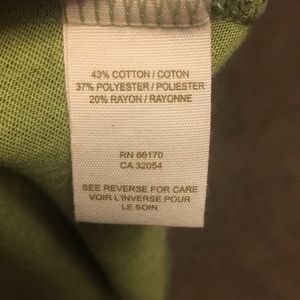 43% COTTON / COTON
37% POLYESTER / POLIESTER
20% RAYON / RAYONNE
RN 66170
CA 32054
SEE REVERSE FOR CARE
VOIR L'INVERSE POUR
LE SOIN